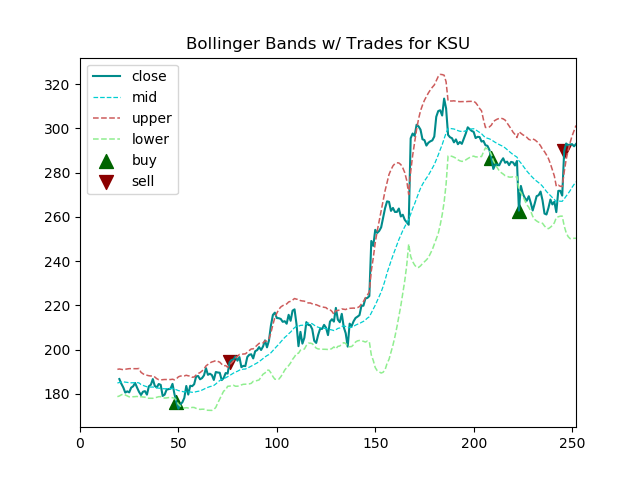 Bollinger Bands w/ Trades for KSU
close
mid
upper
lower
buy
sell
320
300
280
260
240
220
200
180
0 50 100 150 200 250